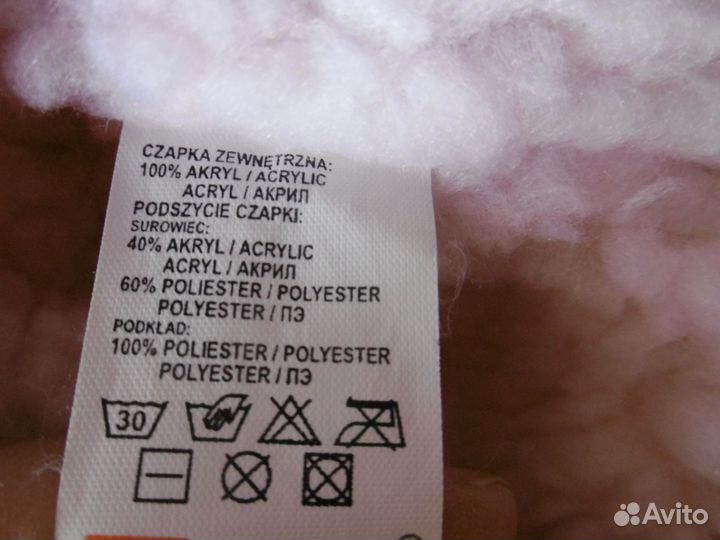 CZAPKA ZEWNĘTRZNA:
100% AKRYL / ACRYLIC
ACRYL / АКРИЛ
PODSZYCIE CZAPKI:
SUROWIEC:
40% AKRYL / ACRYLIC
ACRYL / АКРИЛ
60% POLIESTER / POLYESTER
POLYESTER / ПЭ
PODKŁAD:
100% POLIESTER / POLYESTER
POLYESTER / ПЭ
30
Avito